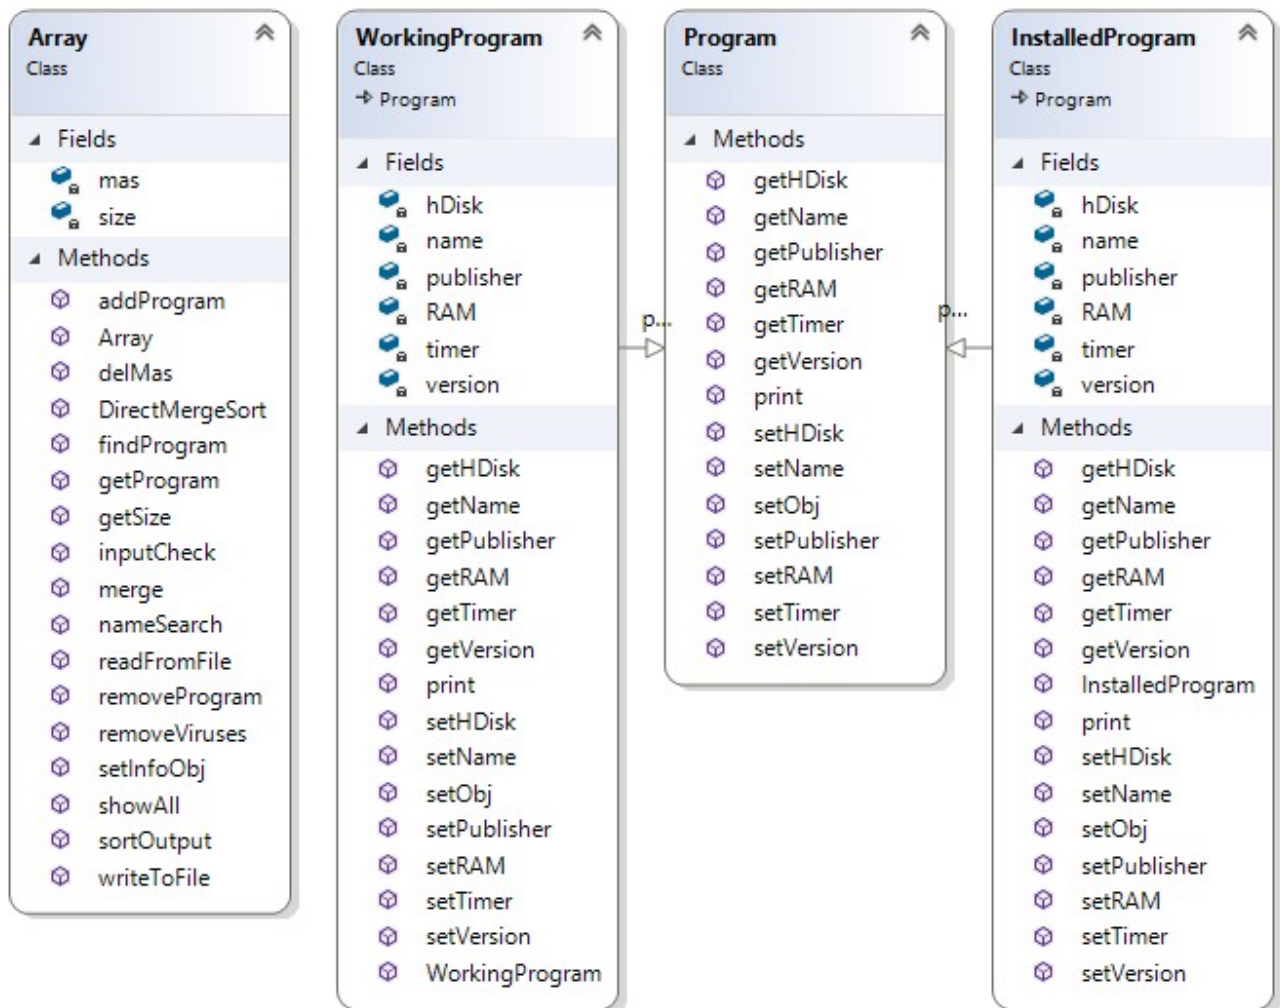 Array
Class
Fields
mas
size
Methods
addProgram
Array
delMas
DirectMergeSort
findProgram
getProgram
getSize
inputCheck
merge
nameSearch
readFromFile
removeProgram
removeViruses
setInfoObj
showAll
sortOutput
writeToFile
WorkingProgram
Class
Program
Fields
hDisk
name
publisher
RAM
timer
version
Methods
getHDisk
getName
getPublisher
getRAM
getTimer
getVersion
print
setHDisk
setName
setObj
setPublisher
setRAM
setTimer
setVersion
WorkingProgram
p...
Program
Class
Methods
getHDisk
getName
getPublisher
getRAM
getTimer
getVersion
print
setHDisk
setName
setObj
setPublisher
setRAM
setTimer
setVersion
p...
InstalledProgram
Class
Program
Fields
hDisk
name
publisher
RAM
timer
version
Methods
getHDisk
getName
getPublisher
getRAM
getTimer
getVersion
InstalledProgram
print
setHDisk
setName
setObj
setPublisher
setRAM
setTimer
setVersion